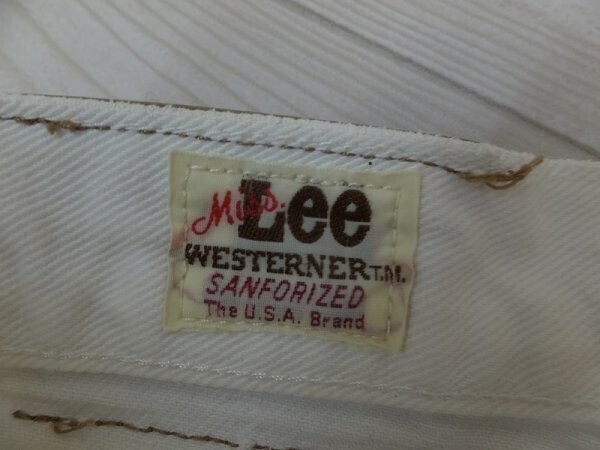 Miss. Lee
WESTERNER T.M.
SANFORIZED
The U.S.A. Brand